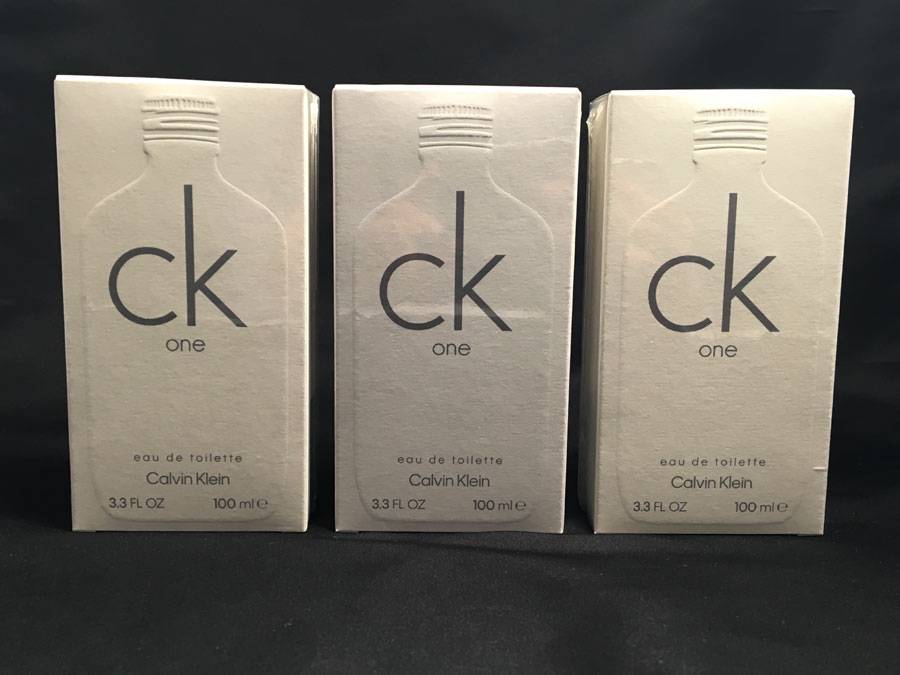 ck
one
eau de toilette
Calvin Klein
3.3 FL OZ 100 ml ℮
ck
one
eau de toilette
Calvin Klein
3.3 FL OZ 100 ml ℮
ck
one
eau de toilette
Calvin Klein
3.3 FL OZ 100 ml ℮